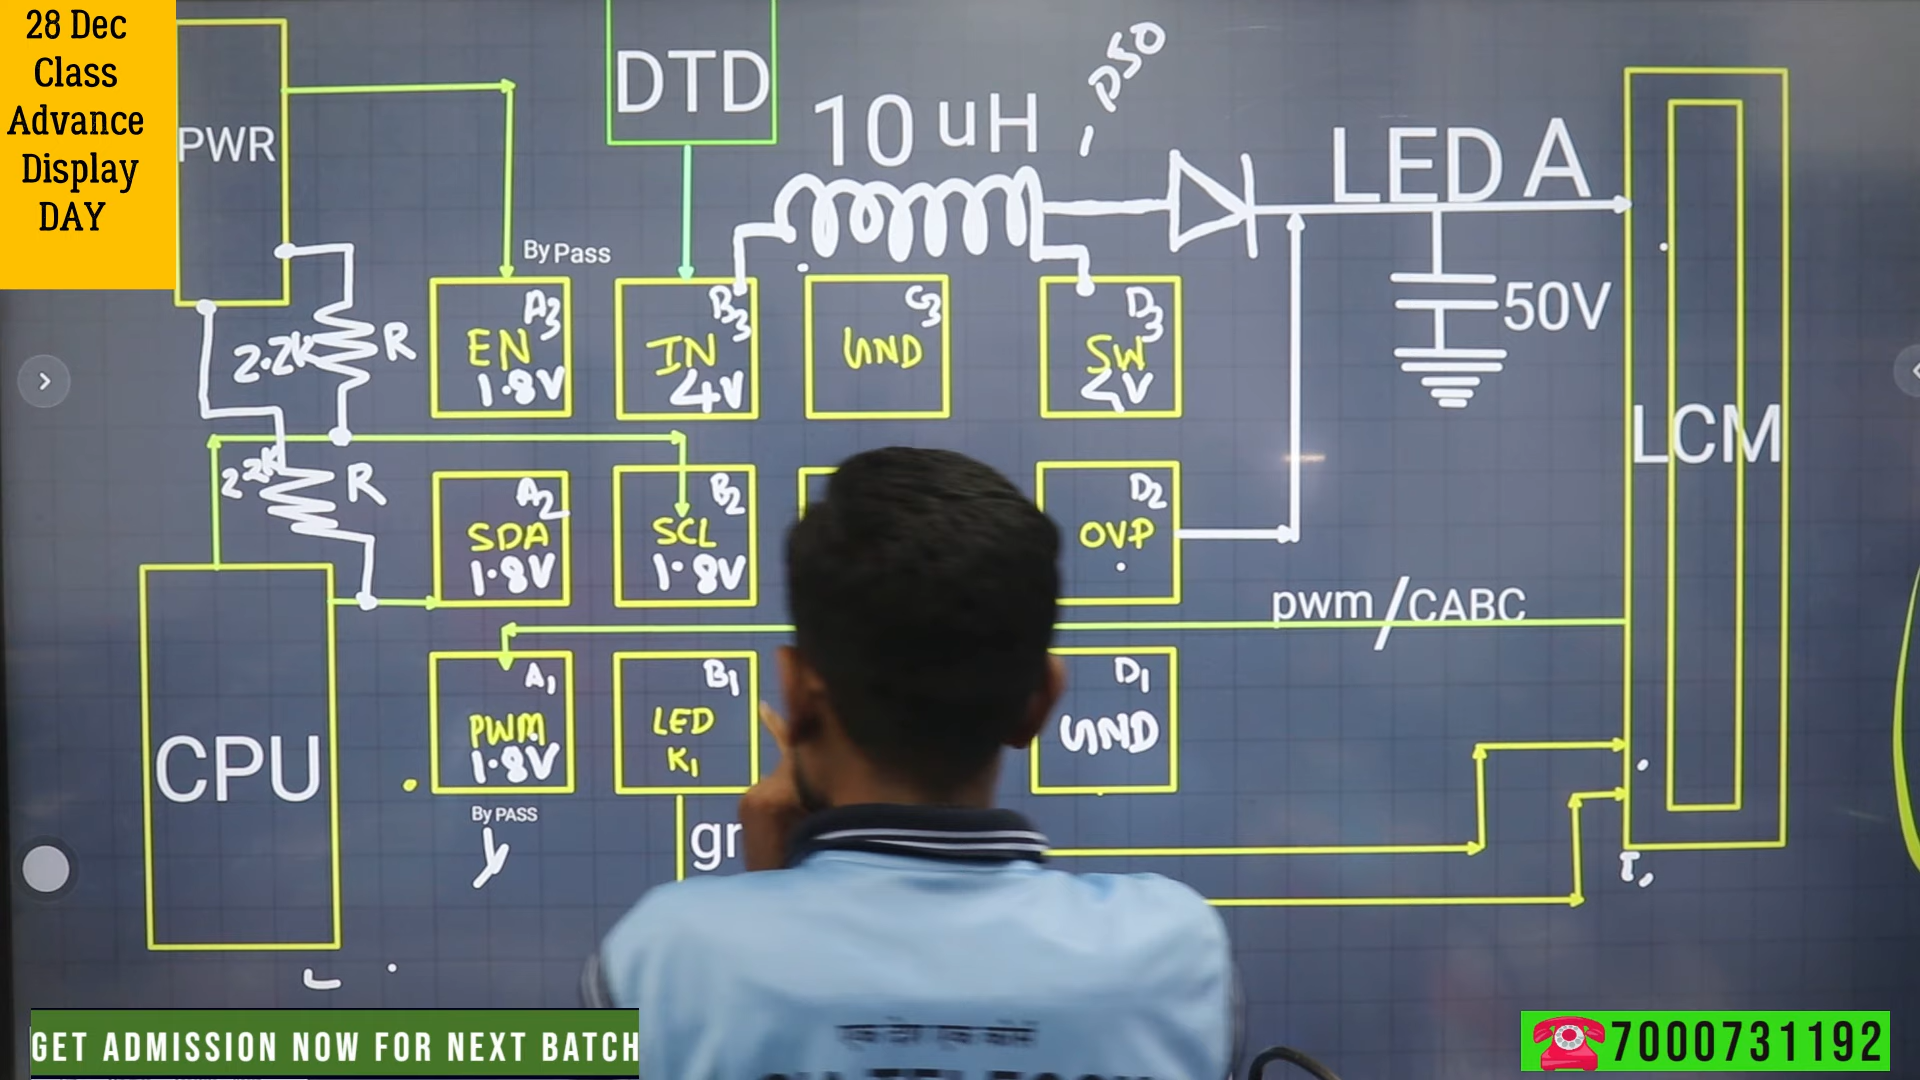 28 Dec
Class
Advance
Display
DAY
PWR
DTD
10 uH
LED A
By Pass
A3
EN
1.8V
B3
IN
4V
C3
GND
D3
SW
50V
2.2K R
2.2K R
LCM
A2
SDA
1.8V
B2
SCL
1.8V
D2
OVP
pwm/CABC
CPU
A1
PWM
1.8V
B1
LED
K1
D1
GND
By PASS
GET ADMISSION NOW FOR NEXT BATCH
7000731192